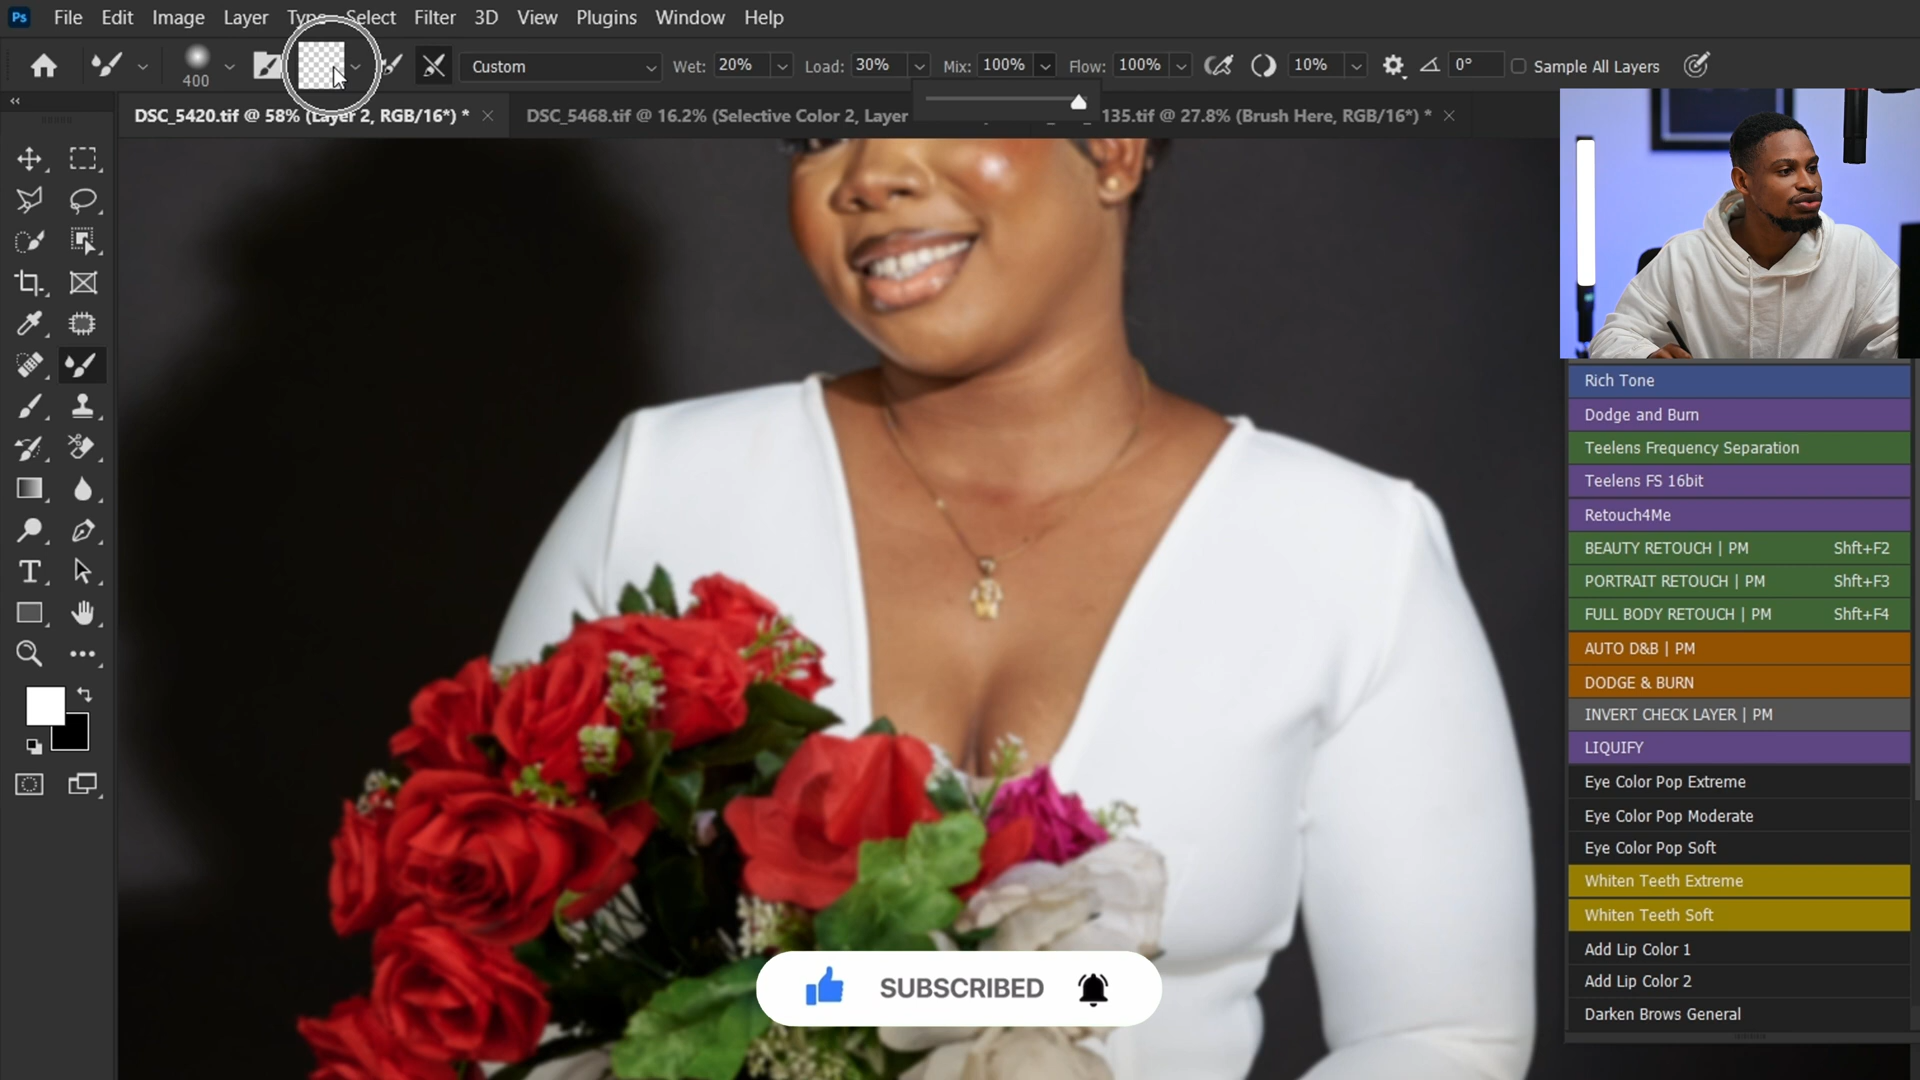 Ps File Edit Image Layer Type Select Filter 3D View Plugins Window Help
400 Custom Wet: 20% Load: 30% Mix: 100% Flow: 100% 10% 0° Sample All Layers
DSC_5420.tif @ 58% (Layer 2, RGB/16*) * DSC_5468.tif @ 16.2% (Selective Color 2, Layer 135.tif @ 27.8% (Brush Here, RGB/16*) *
Rich Tone
Dodge and Burn
Teelens Frequency Separation
Teelens FS 16bit
Retouch4Me
BEAUTY RETOUCH | PM Shft+F2
PORTRAIT RETOUCH | PM Shft+F3
FULL BODY RETOUCH | PM Shft+F4
AUTO D&B | PM
DODGE & BURN
INVERT CHECK LAYER | PM
LIQUIFY
Eye Color Pop Extreme
Eye Color Pop Moderate
Eye Color Pop Soft
Whiten Teeth Extreme
Whiten Teeth Soft
Add Lip Color 1
Add Lip Color 2
Darken Brows General
SUBSCRIBED